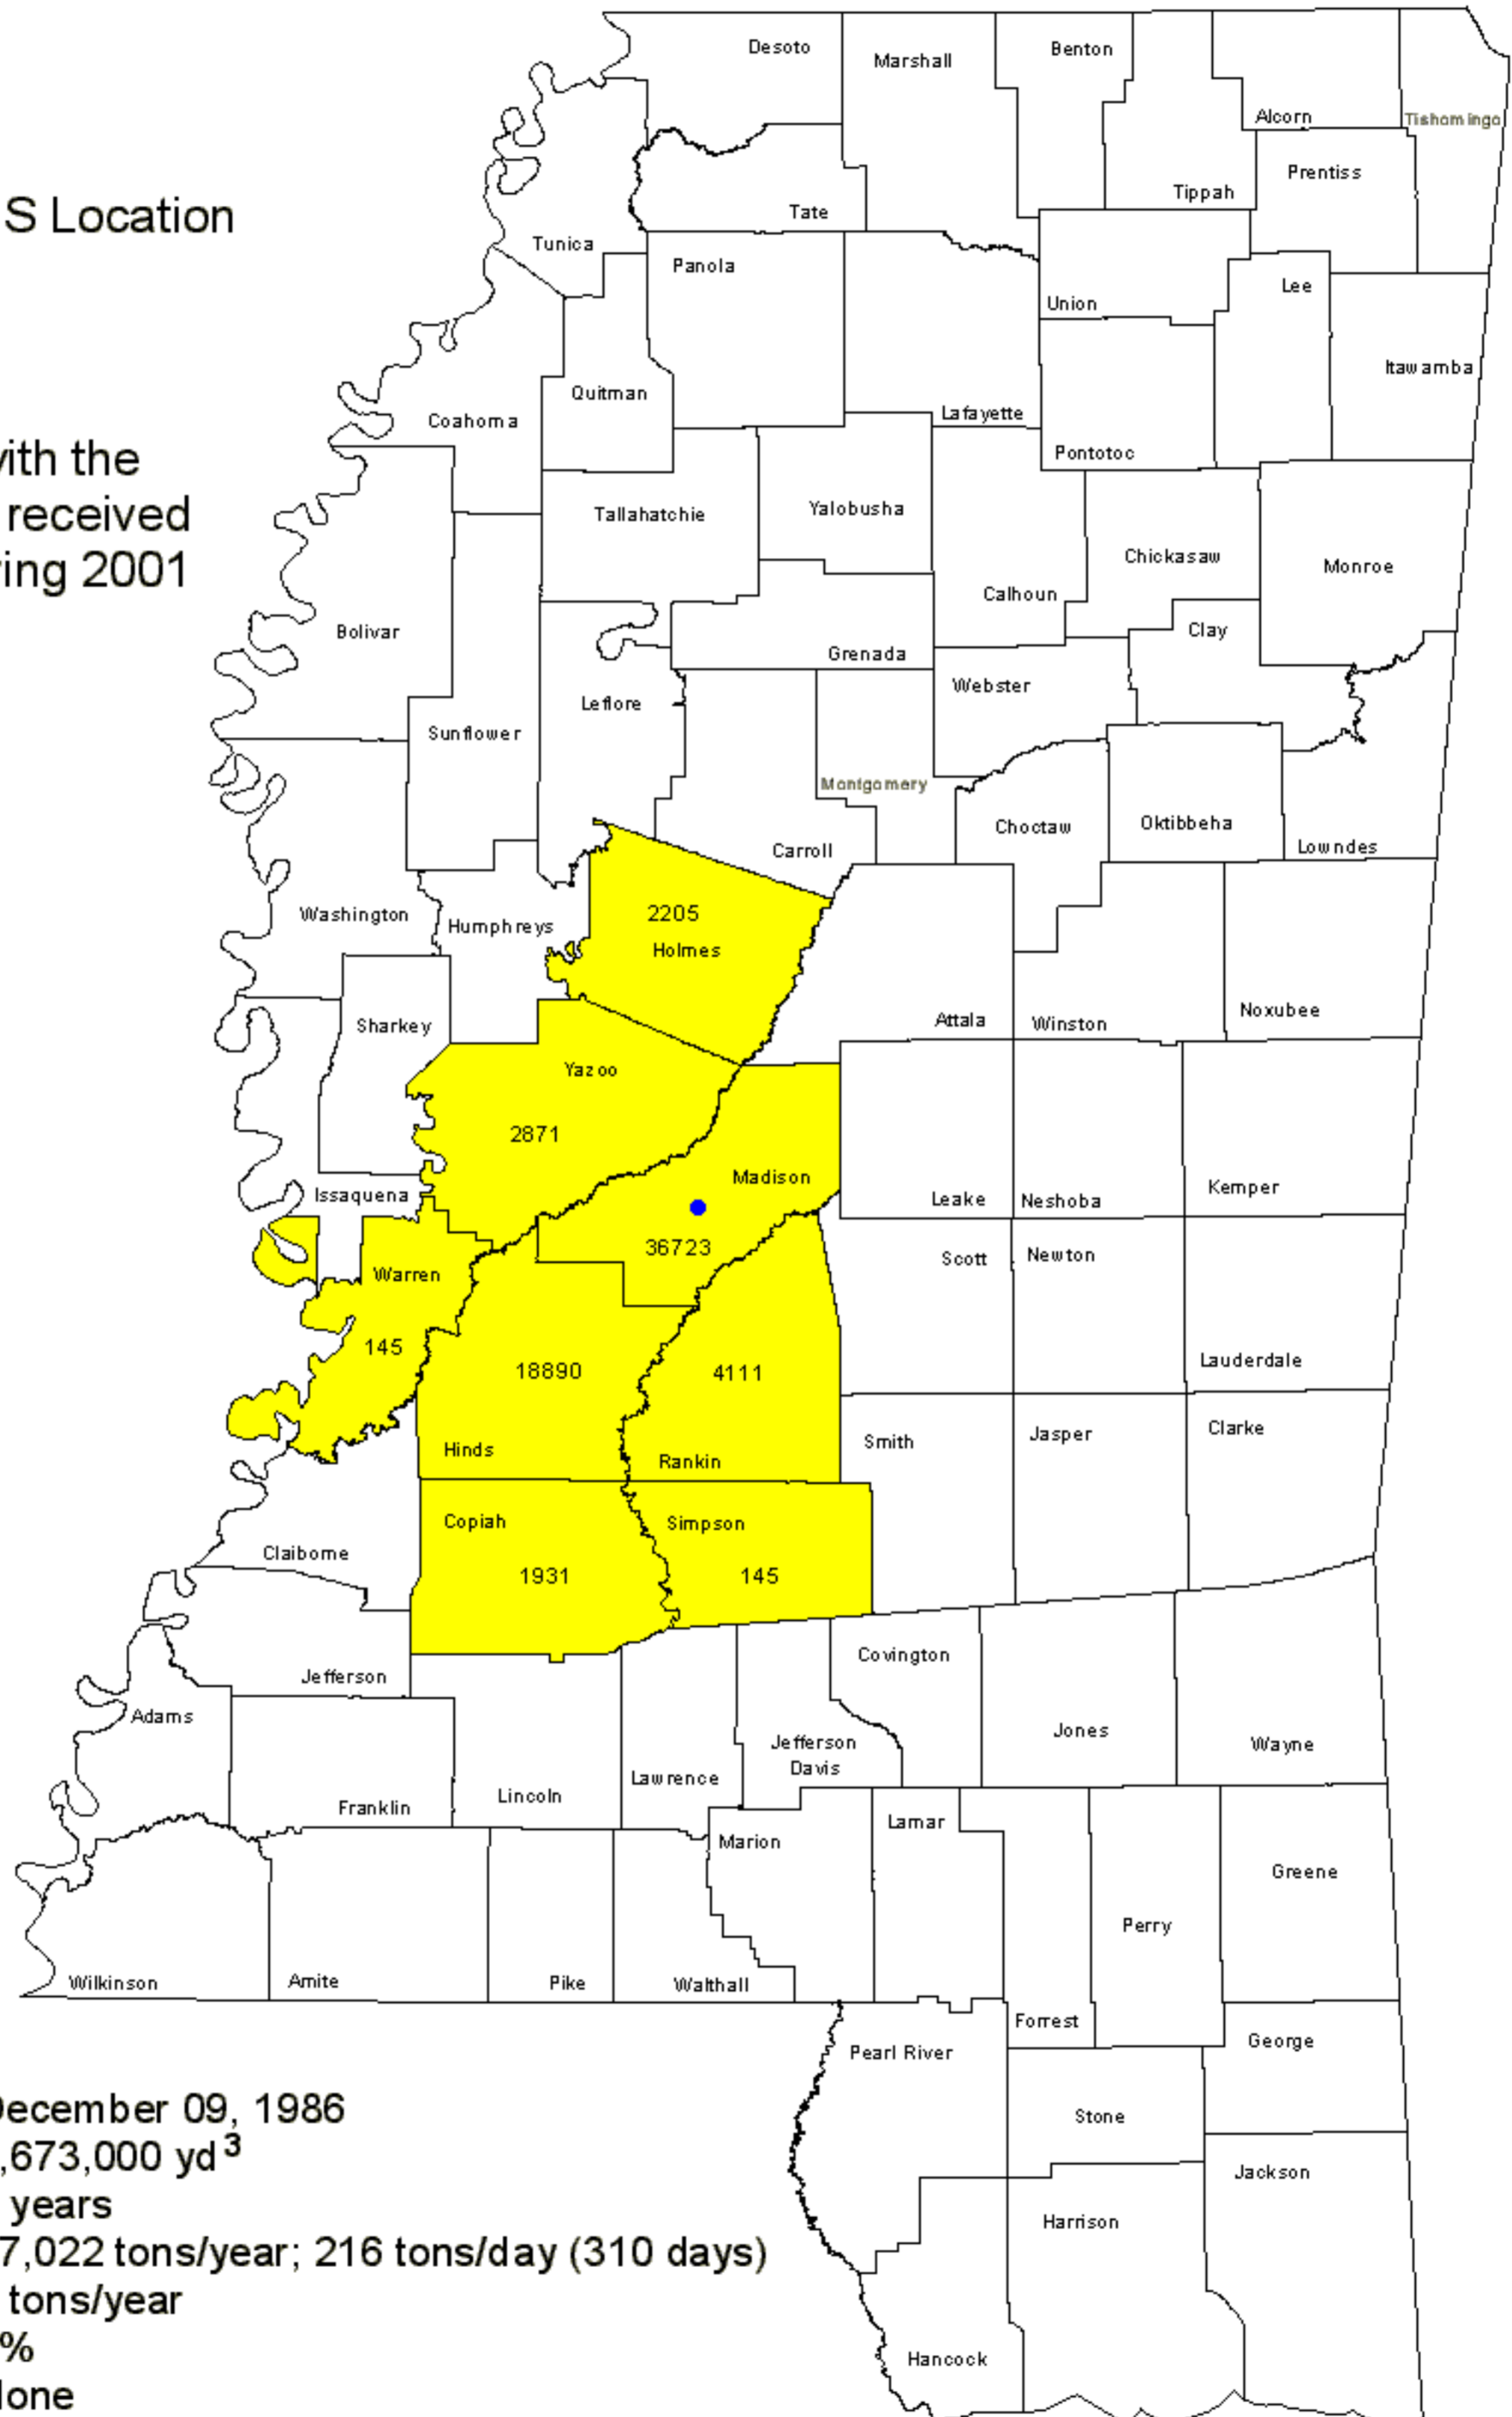 Desoto
Marshall
Benton
Alcorn
Tishomingo
Prentiss
Tippah
S Location
Tate
Tunica
Panola
Lee
Union
Itawamba
Quitman
Coahoma
Lafayette
Pontotoc
ith the
received
ing 2001
Tallahatchie
Yalobusha
Chickasaw
Monroe
Calhoun
Bolivar
Clay
Grenada
Webster
Leflore
Sunflower
Montgomery
Choctaw
Oktibbeha
Lowndes
Carroll
Washington
Humphreys
2205
Holmes
Sharkey
Attala
Winston
Noxubee
Yazoo
2871
Madison
Issaquena
Leake
Neshoba
Kemper
36723
Scott
Newton
Warren
145
18890
4111
Lauderdale
Hinds
Rankin
Smith
Jasper
Clarke
Copiah
Simpson
Claiborne
1931
145
Jefferson
Covington
Adams
Jefferson
Davis
Jones
Wayne
Lawrence
Franklin
Lincoln
Marion
Lamar
Greene
Perry
Wilkinson
Amite
Pike
Walthall
Forrest
George
Pearl River
Stone
Jackson
Harrison
Hancock
December 09, 1986
,673,000 yd³
years
7,022 tons/year; 216 tons/day (310 days)
tons/year
%
lone